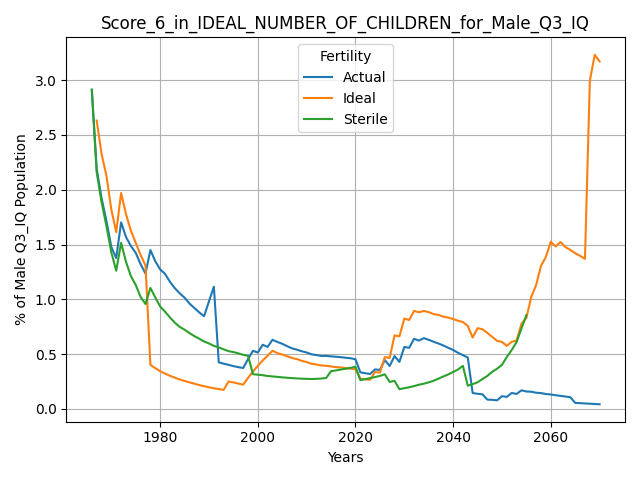 Score_6_in_IDEAL_NUMBER_OF_CHILDREN_for_Male_Q3_IQ
Fertility
Actual
Ideal
Sterile
% of Male Q3_IQ Population
3.0
2.5
2.0
1.5
1.0
0.5
0.0
1980
2000
2020
2040
2060
Years